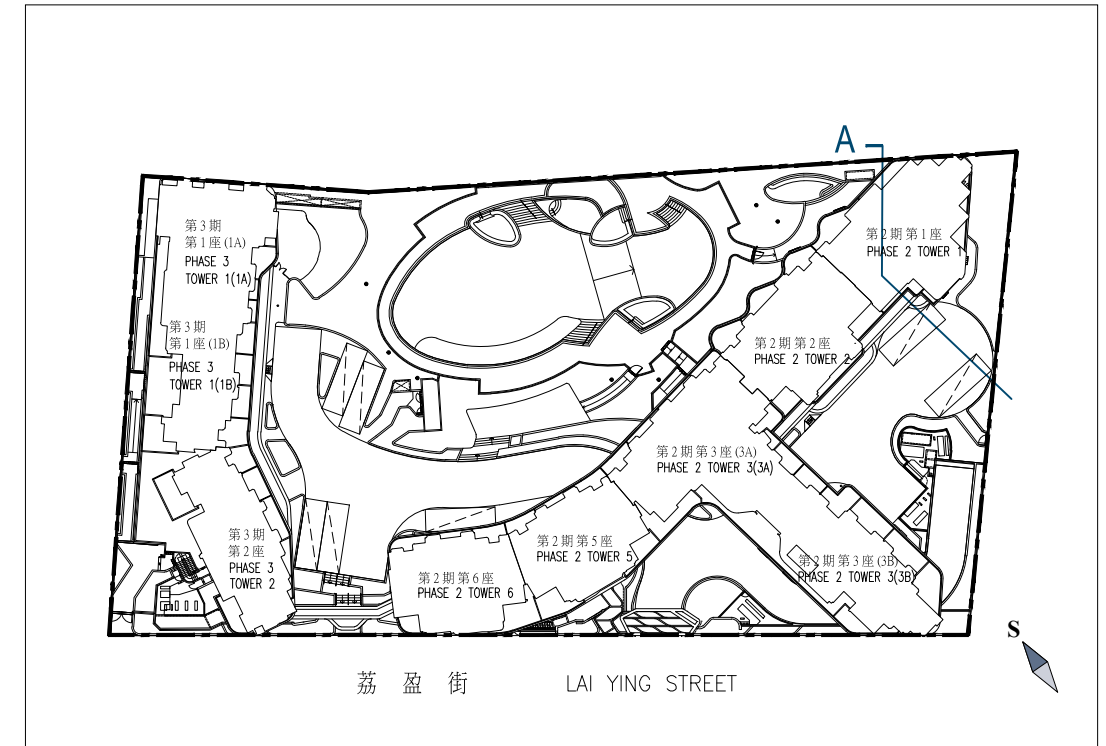 A
第3期
第1座(1A)
PHASE 3
TOWER 1(1A)
第3期
第1座(1B)
PHASE 3
TOWER 1(1B)
第2期第1座
PHASE 2 TOWER 1
第2期第2座
PHASE 2 TOWER 2
第2期第3座(3A)
PHASE 2 TOWER 3(3A)
第3期
第2座
PHASE 3
TOWER 2
第2期第5座
PHASE 2 TOWER 5
第2期第6座
PHASE 2 TOWER 6
第2期第3座(3B)
PHASE 2 TOWER 3(3B)
S
荔盈街 LAI YING STREET